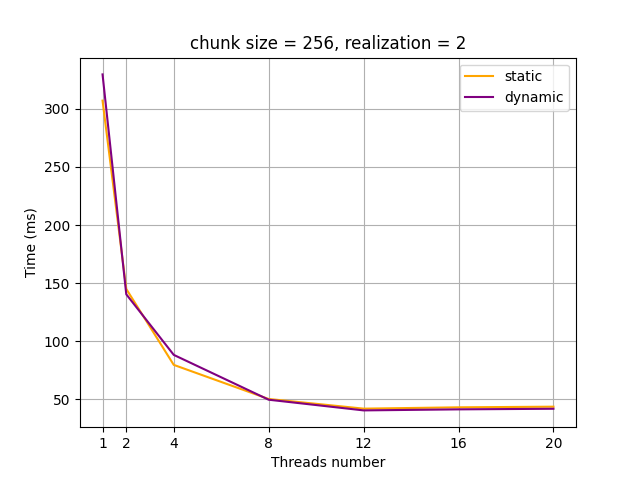 chunk size = 256, realization = 2
static
dynamic
Time (ms)
300
250
200
150
100
50
1 2 4 8 12 16 20
Threads number